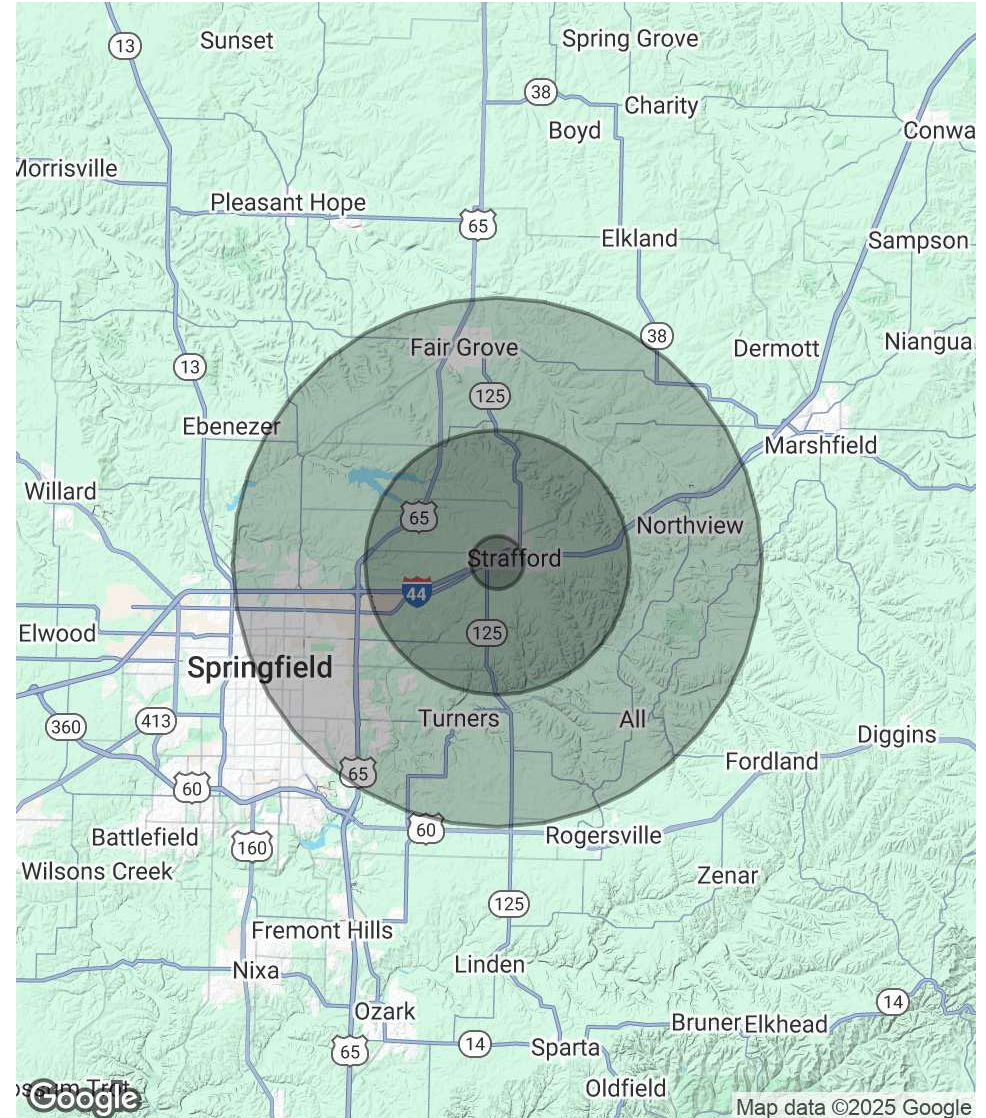 13
Sunset
Spring Grove
38
Charity
Boyd
Conwa
Morrisville
Pleasant Hope
65
Elkland
Sampson
38
Fair Grove
Dermott
Niangua
13
125
Ebenezer
Marshfield
Willard
65
Northview
Strafford
44
Elwood
125
Springfield
360
413
Turners
All
Diggins
65
Fordland
60
60
Battlefield
160
Rogersville
Wilsons Creek
Zenar
125
Fremont Hills
Linden
Nixa
14
Ozark
Bruner
Elkhead
65
14
Sparta
Oldfield
Google
Map data ©2025 Google